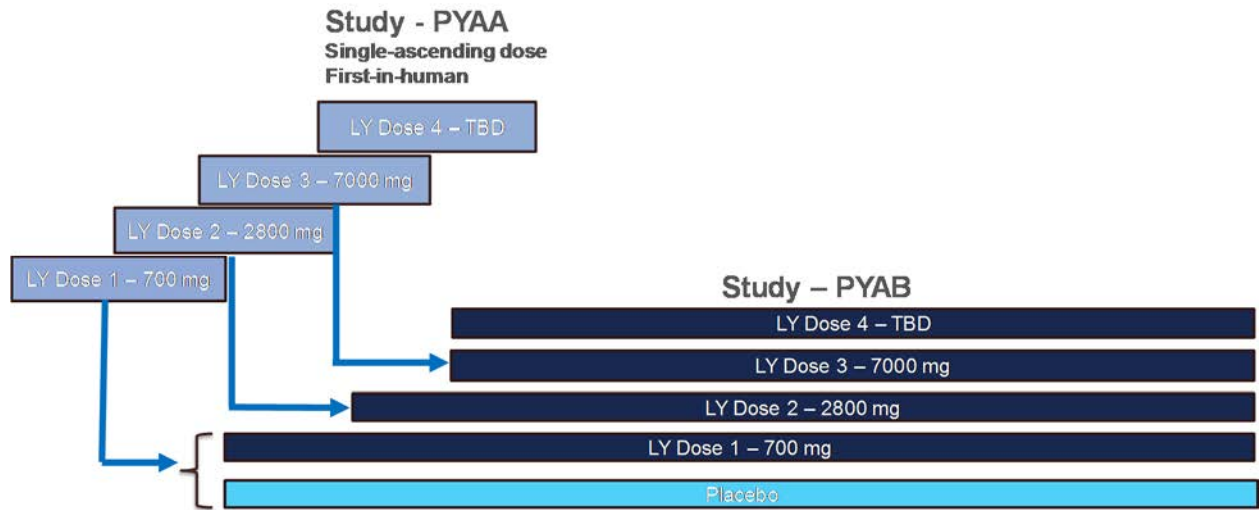 Study - PYAA
Single-ascending dose
First-in-human
LY Dose 4 – TBD
LY Dose 3 – 7000 mg
LY Dose 2 – 2800 mg
LY Dose 1 – 700 mg
Study – PYAB
LY Dose 4 – TBD
LY Dose 3 – 7000 mg
LY Dose 2 – 2800 mg
LY Dose 1 – 700 mg
Placebo